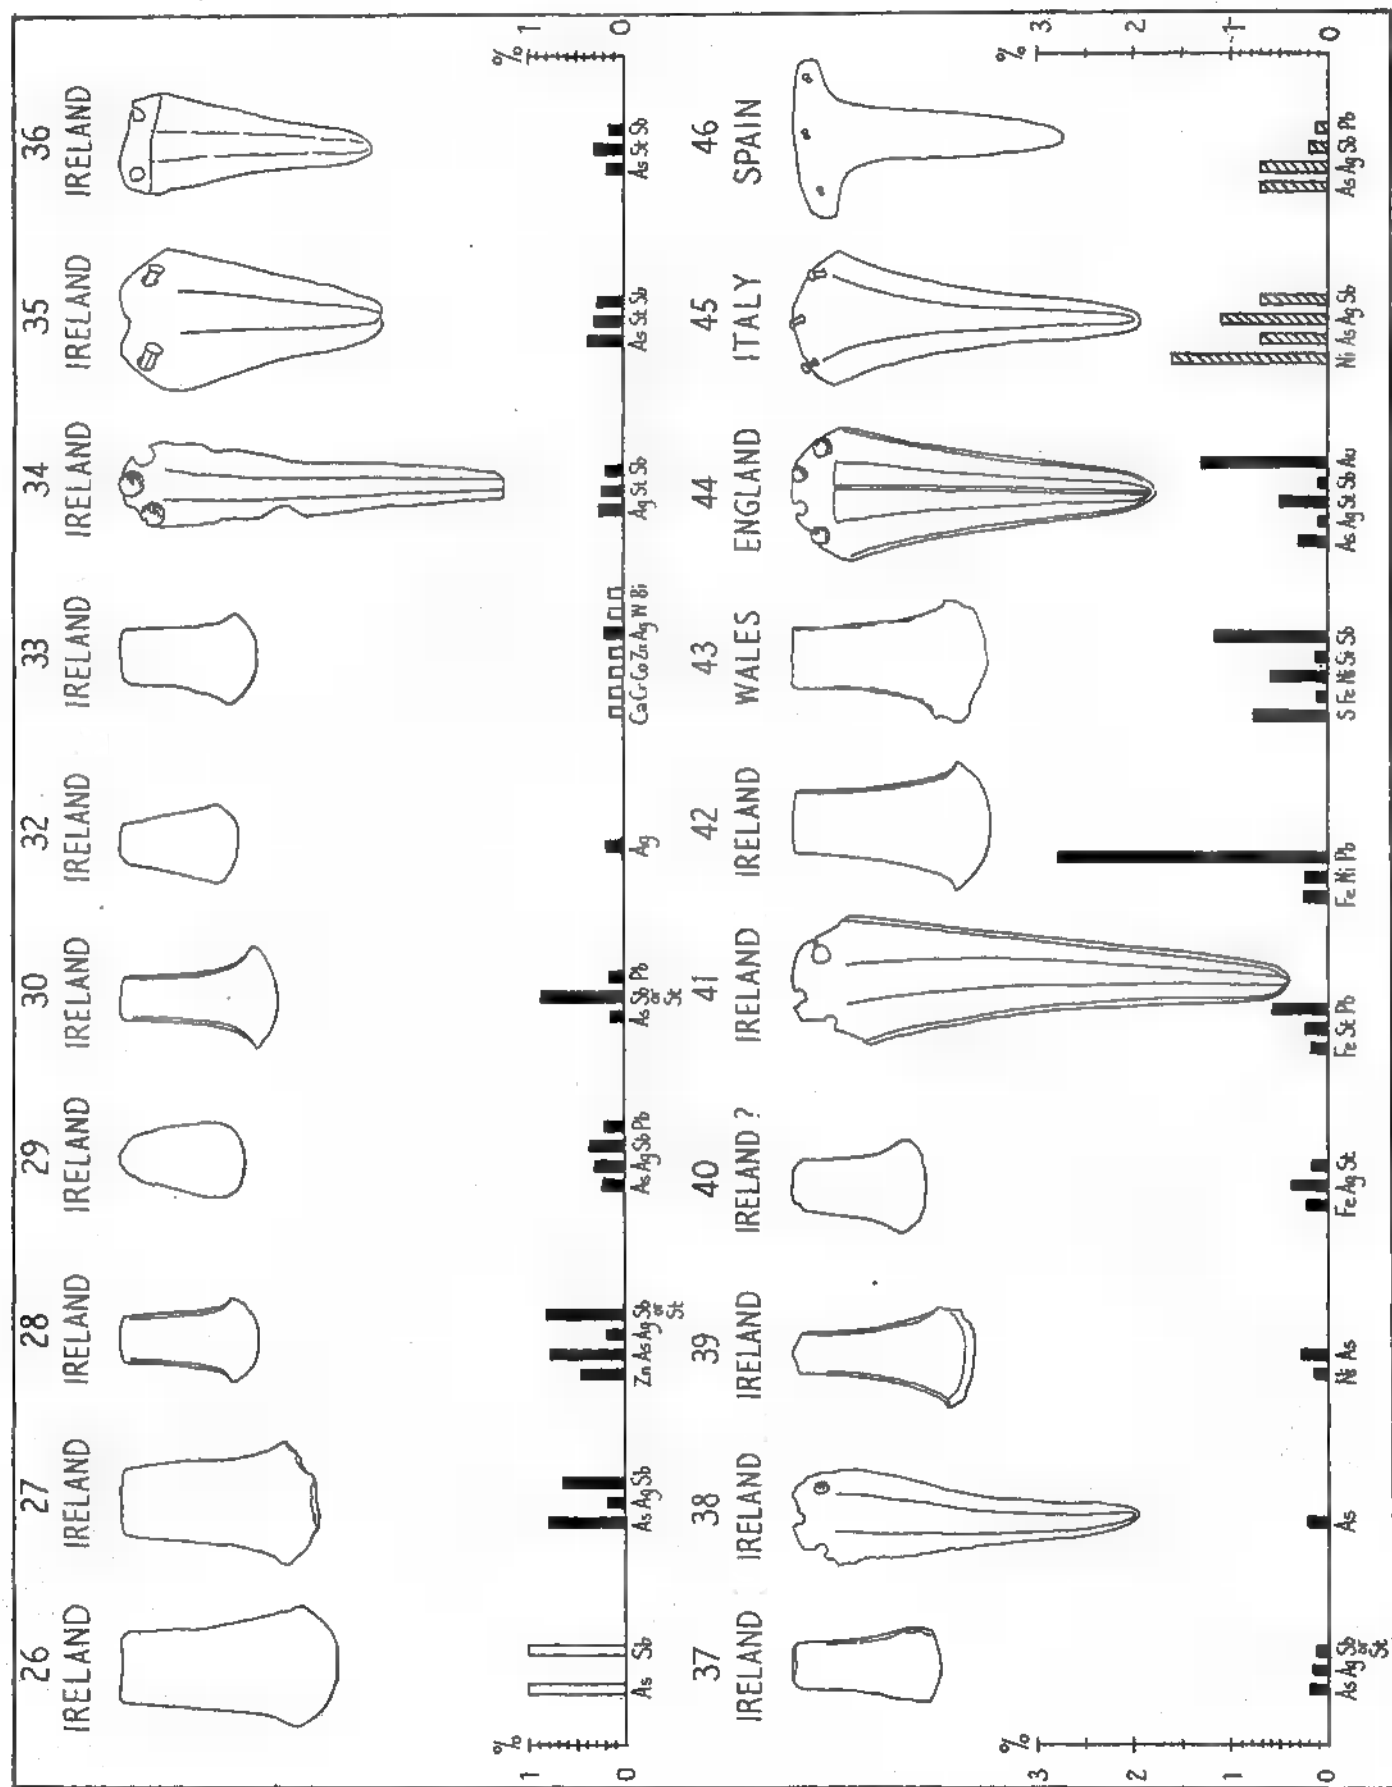 26 27 28 29 30 32 33 34 35 36
IRELAND IRELAND IRELAND IRELAND IRELAND IRELAND IRELAND IRELAND IRELAND IRELAND
% %
1 1
0 0
As Sb As Ag Sb Zn As Ag Sb As Ag Sb Pb As Sb Pb Ag Ca Cr Co Zn Ag W Bi Ag St Sb As St Sb As St Sb
or or
St St
37 38 39 40 41 42 43 44 45 46
IRELAND IRELAND IRELAND IRELAND ? IRELAND IRELAND WALES ENGLAND ITALY SPAIN
% %
3 3
2 2
1 1
0 0
As Ag Sb As Ni As Fe Ag St Fe St Pb Fe Ni Pb S Fe Ni Si Sb As Ag St Sb Au Ni As Ag Sb As Ag Sb Pb
or
St